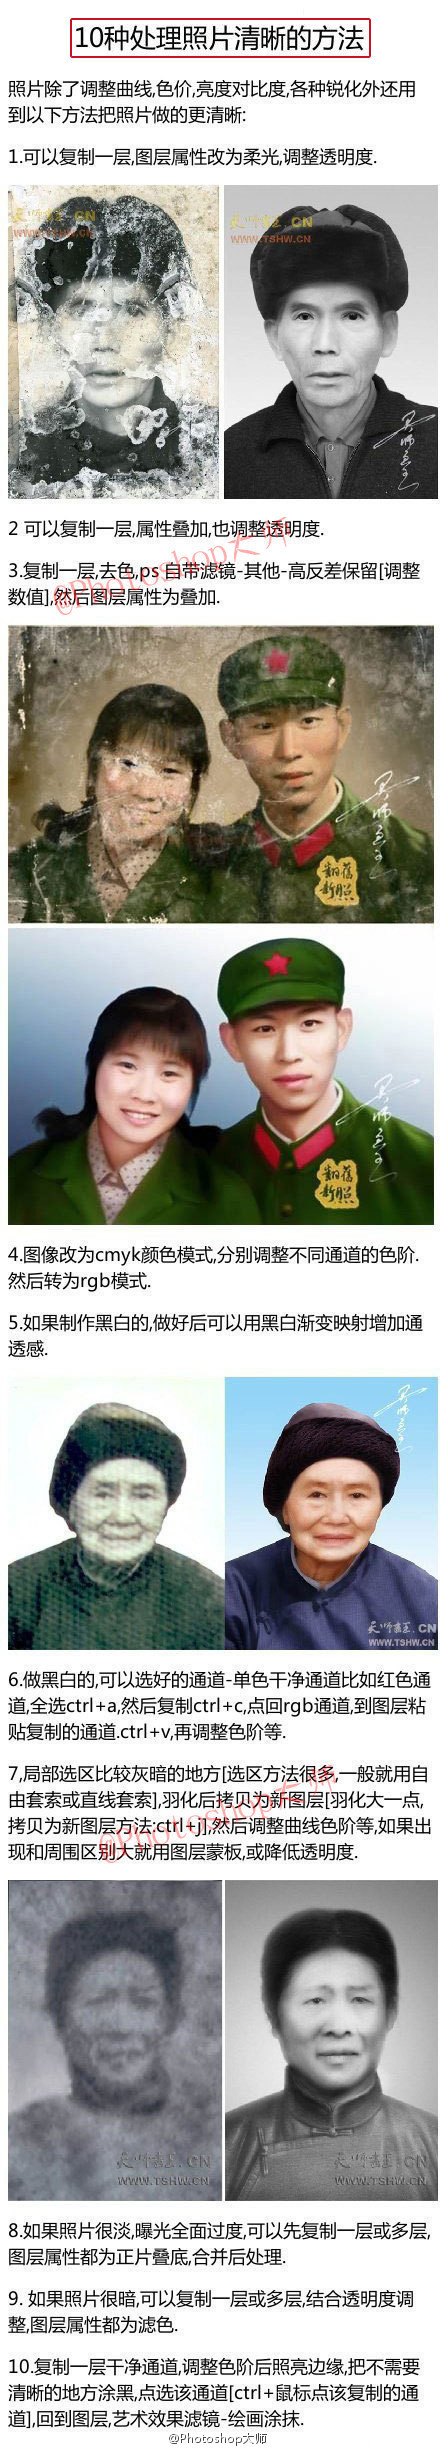 10种处理照片清晰的方法
照片除了调整曲线,色价,亮度对比度,各种锐化外还用
到以下方法把照片做的更清晰:
1.可以复制一层,图层属性改为柔光,调整透明度.
WWW.TSHW.CN
WWW.TSHW.CN
2 可以复制一层,属性叠加,也调整透明度.
@Photoshop大师
3.复制一层,去色,ps自带滤镜-其他-高反差保留[调整
数值],然后图层属性为叠加.
翻旧
新照
翻旧
新照
4.图像改为cmyk颜色模式,分别调整不同通道的色阶.
然后转为rgb模式.
5.如果制作黑白的,做好后可以用黑白渐变映射增加通
透感.
WWW.TSHW.CN
6.做黑白的,可以选好的通道-单色干净通道比如红色通
道,全选ctrl+a,然后复制ctrl+c,点回rgb通道,到图层粘
贴复制的通道.ctrl+v,再调整色阶等.
7,局部选区比较灰暗的地方[选区方法很多,一般就用自
由套索或直线套索],羽化后拷贝为新图层[羽化大一点,
拷贝为新图层方法:ctrl+J],然后调整曲线色阶等,如果出
现和周围区别大就用图层蒙板,或降低透明度.
@Photoshop大师
WWW.TSHW.CN
WWW.TSHW.CN
8.如果照片很淡,曝光全面过度,可以先复制一层或多层,
图层属性都为正片叠底,合并后处理.
9. 如果照片很暗,可以复制一层或多层,结合透明度调
整,图层属性都为滤色.
10.复制一层干净通道,调整色阶后照亮边缘,把不需要
清晰的地方涂黑,点选该通道[ctrl+鼠标点该复制的通
道],回到图层,艺术效果滤镜-绘画涂抹.
@Photoshop大师